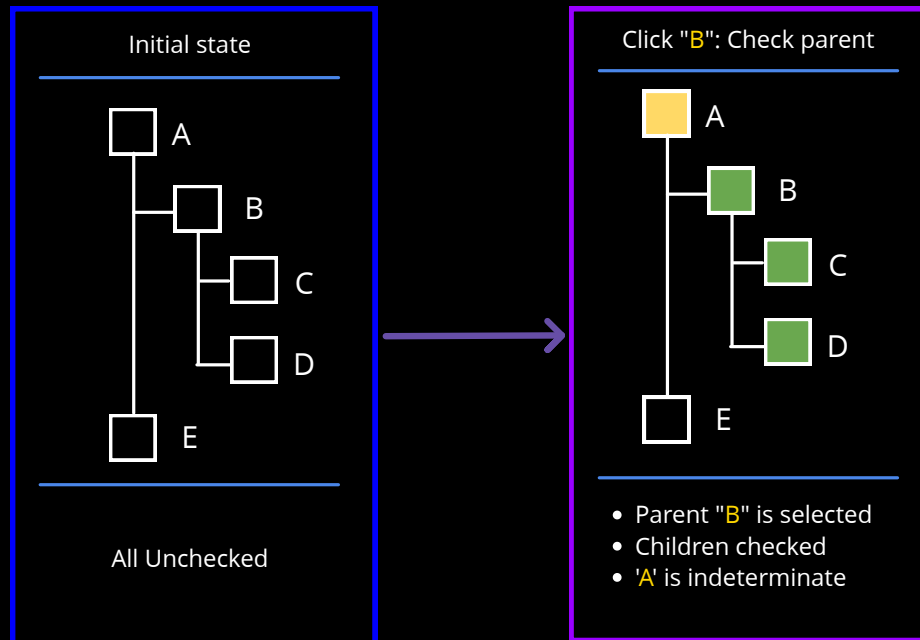 Initial state
A
B
C
D
E
All Unchecked
Click "B": Check parent
A
B
C
D
E
Parent "B" is selected
Children checked
'A' is indeterminate